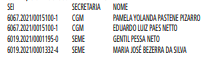 SEI SECRETARIA NOME
6067.2021/0015100-1 CGM PAMELA YOLANDA PASTENE PIZARRO
6067.2021/0015100-1 CGM EDUARDO LUIZ PAES NETTO
6019.2021/0001195-0 SEME GENTIL PESSA NETO
6019.2021/0001332-4 SEME MARIA JOSÉ BEZERRA DA SILVA